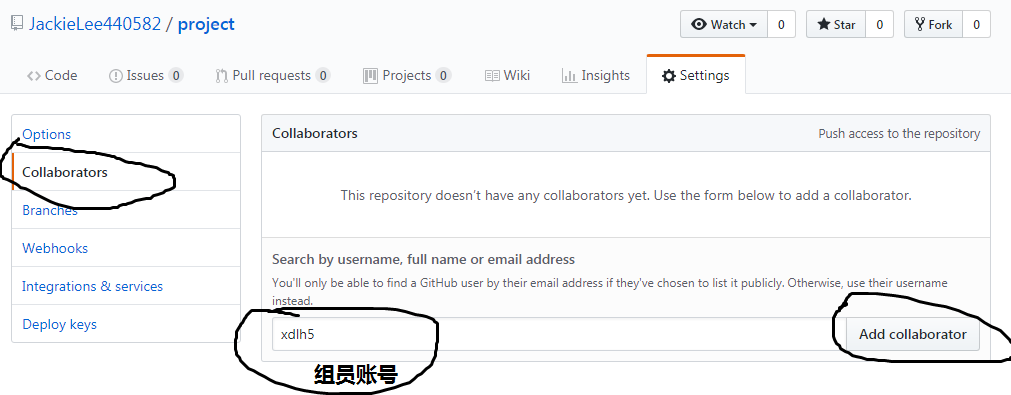 JackieLee440582 / project
Watch 0
Star 0
Fork 0
Code
Issues 0
Pull requests 0
Projects 0
Wiki
Insights
Settings
Options
Collaborators
Branches
Webhooks
Integrations & services
Deploy keys
Collaborators
Push access to the repository
This repository doesn't have any collaborators yet. Use the form below to add a collaborator.
Search by username, full name or email address
You'll only be able to find a GitHub user by their email address if they've chosen to list it publicly. Otherwise, use their username
instead.
xdlh5
Add collaborator
组员账号